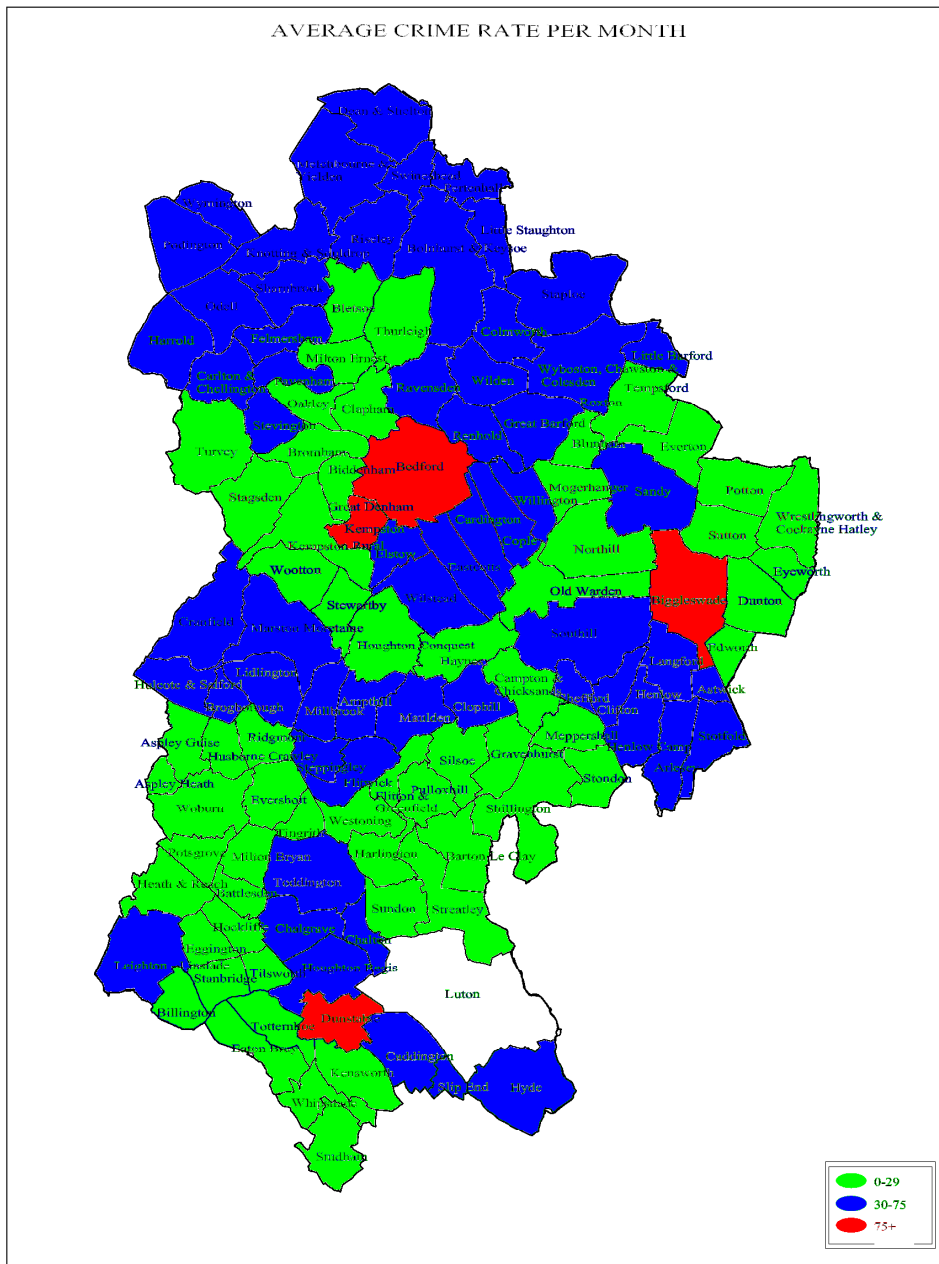 AVERAGE CRIME RATE PER MONTH
Little Staughton
Bletsoe
Thurleigh
Colmworth
Harrold
Felmersham
Milton Ernest
Little Barford
Carlton &
Chellington
Pavenham
Ravensden
Wilden
Wyboston, Chawston &
Colesden
Tempsford
Oakley
Clapham
Roxton
Stevington
Renhold
Great Barford
Blunham
Everton
Turvey
Bromham
Biddenham
Bedford
Stagsden
Great Denham
Willington
Mogerhanger
Sandy
Potton
Wrestlingworth &
Cockayne Hatley
Cardington
Kempston
Kempston Rural
Elstow
Cople
Northill
Sutton
Eyeworth
Wootton
Stewartby
Old Warden
Biggleswade
Dunton
Houghton Conquest
Haynes
Langford
Edworth
Lidlington
Campton &
Chicksands
Shefford
Henlow
Astwick
Brogborough
Millbrook
Ampthill
Maulden
Clophill
Clifton
Aspley Guise
Ridgmont
Husborne Crawley
Silsoe
Gravenhurst
Meppershall
Stondon
Aspley Heath
Woburn
Eversholt
Steppingley
Flitwick
Pulloxhill
Flitton &
Greenfield
Westoning
Shillington
Tingrith
Potsgrove
Milton Bryan
Harlington
Barton-Le-Clay
Heath & Reach
Battlesden
Toddington
Sundon
Streatley
Hockliffe
Chalgrave
Chalton
Eggington
Leighton Linslade
Stanbridge
Tilsworth
Houghton Regis
Luton
Billington
Totternhoe
Dunstable
Eaton Bray
Kensworth
Caddington
Slip End
Hyde
Whipsnade
Studham
0-29
30-75
75+